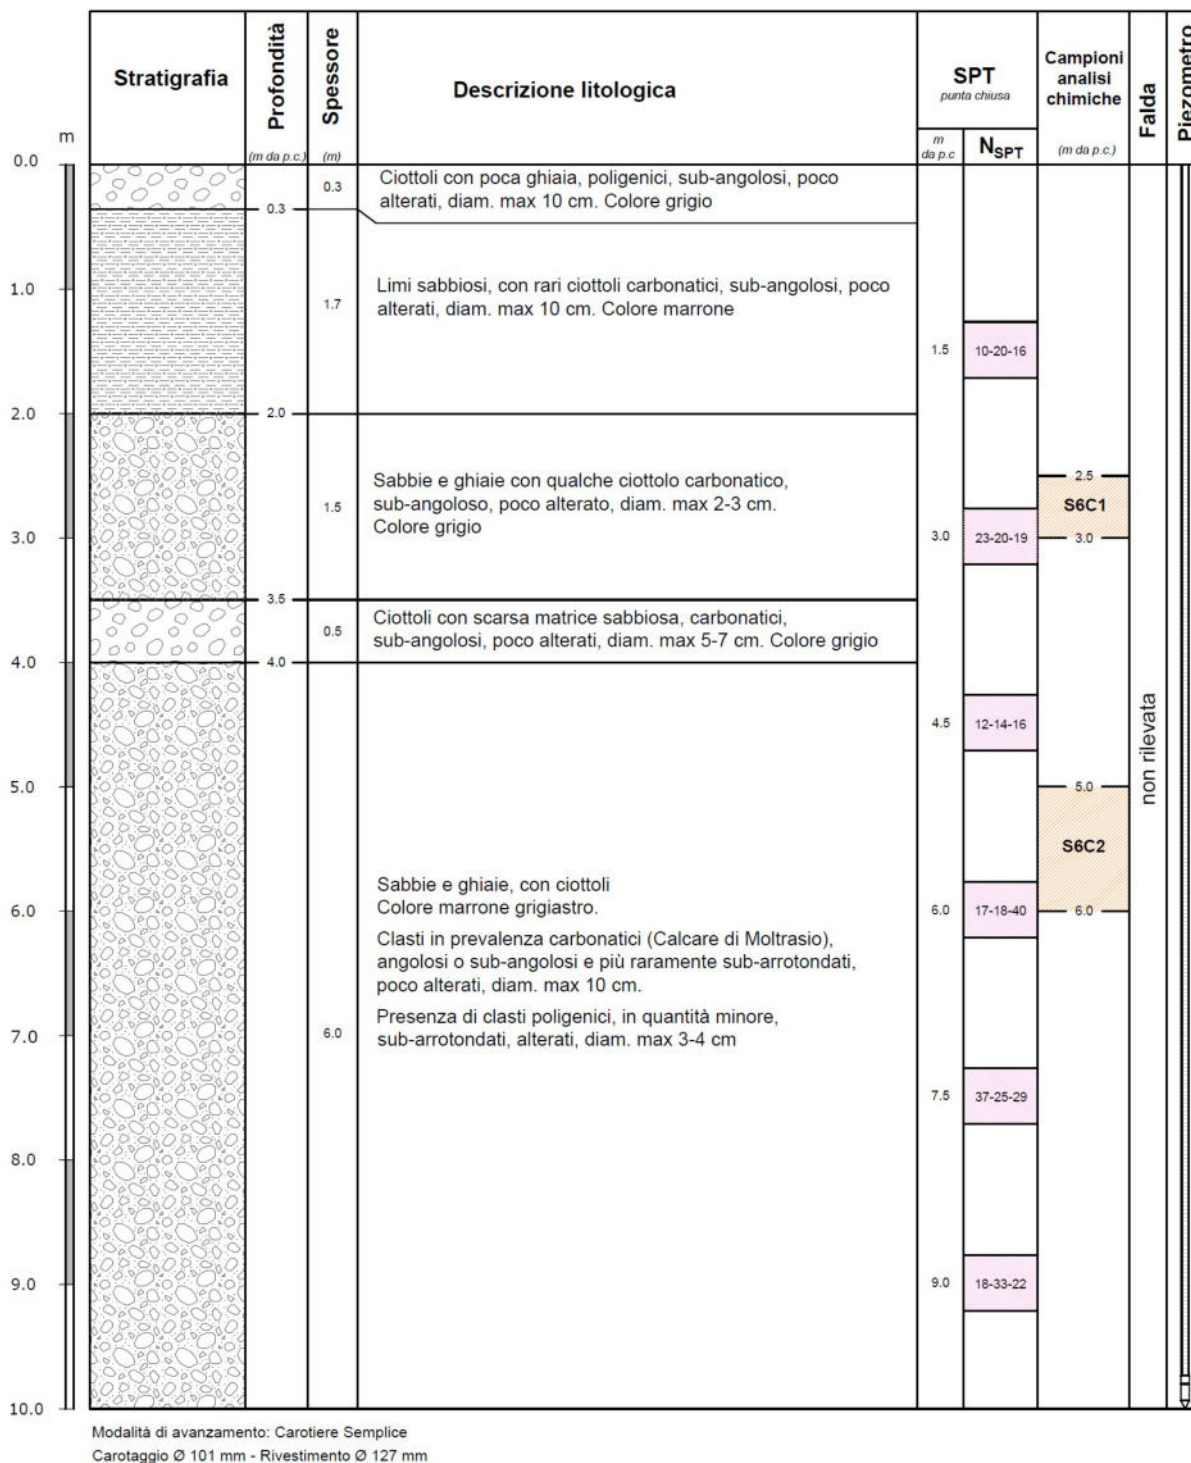 Stratigrafia
Profondità
(m da p.c.)
Spessore
(m)
Descrizione litologica
SPT
punta chiusa
m
da p.c
NSPT
Campioni
analisi
chimiche
(m da p.c.)
Falda
Piezometro
m
0.0
0.3
Ciottoli con poca ghiaia, poligenici, sub-angolosi, poco
alterati, diam. max 10 cm. Colore grigio
0.3
1.0
1.7
Limi sabbiosi, con rari ciottoli carbonatici, sub-angolosi, poco
alterati, diam. max 10 cm. Colore marrone
1.5
10-20-16
2.0
2.0
1.5
Sabbie e ghiaie con qualche ciottolo carbonatico,
sub-angoloso, poco alterato, diam. max 2-3 cm.
Colore grigio
2.5
S6C1
3.0
3.0
3.0
23-20-19
3.5
0.5
Ciottoli con scarsa matrice sabbiosa, carbonatici,
sub-angolosi, poco alterati, diam. max 5-7 cm. Colore grigio
4.0
4.0
4.5
12-14-16
non rilevata
5.0
5.0
S6C2
6.0
6.0
6.0
17-18-40
Sabbie e ghiaie, con ciottoli
Colore marrone grigiastro.
Clasti in prevalenza carbonatici (Calcare di Moltrasio),
angolosi o sub-angolosi e più raramente sub-arrotondati,
poco alterati, diam. max 10 cm.
Presenza di clasti poligenici, in quantità minore,
sub-arrotondati, alterati, diam. max 3-4 cm
7.0
6.0
7.5
37-25-29
8.0
9.0
9.0
18-33-22
10.0
Modalità di avanzamento: Carotiere Semplice
Carotaggio Ø 101 mm - Rivestimento Ø 127 mm